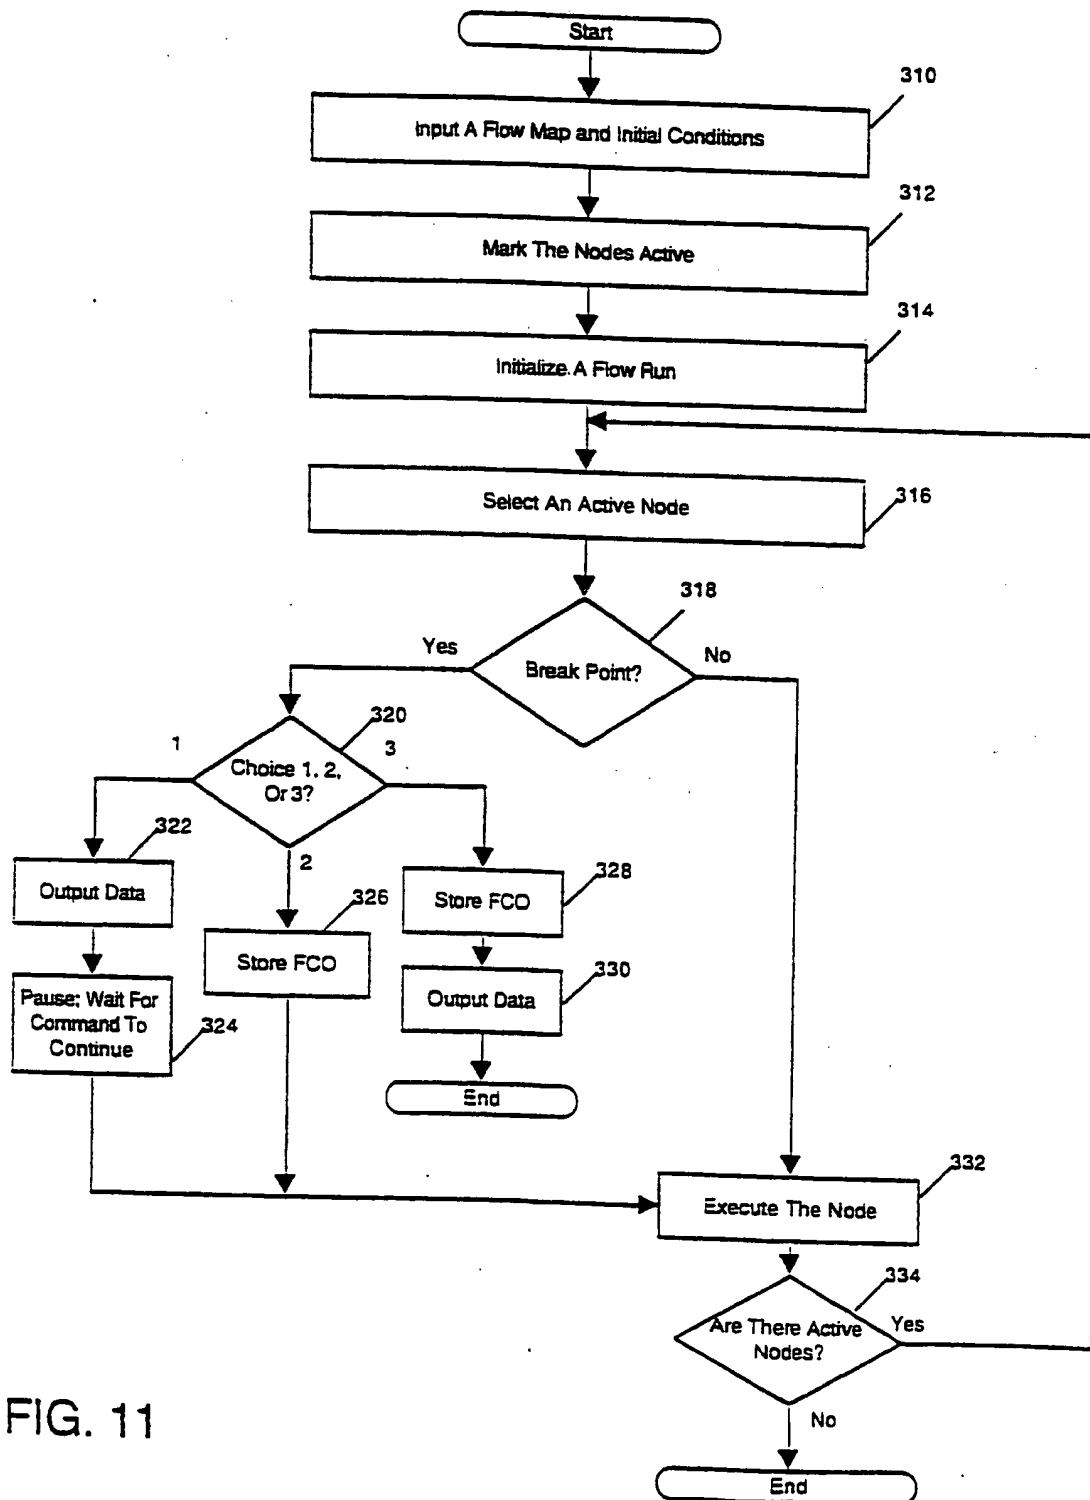 Start
310
Input A Flow Map and Initial Conditions
312
Mark The Nodes Active
314
Initialize A Flow Run
Select An Active Node
316
318
Yes
Break Point?
No
320
1
3
Choice 1, 2,
Or 3?
2
322
Output Data
326
Store FCO
328
Store FCO
Pause; Wait For
Command To
Continue
324
330
Output Data
End
332
Execute The Node
334
Are There Active
Nodes?
Yes
No
End
FIG. 11